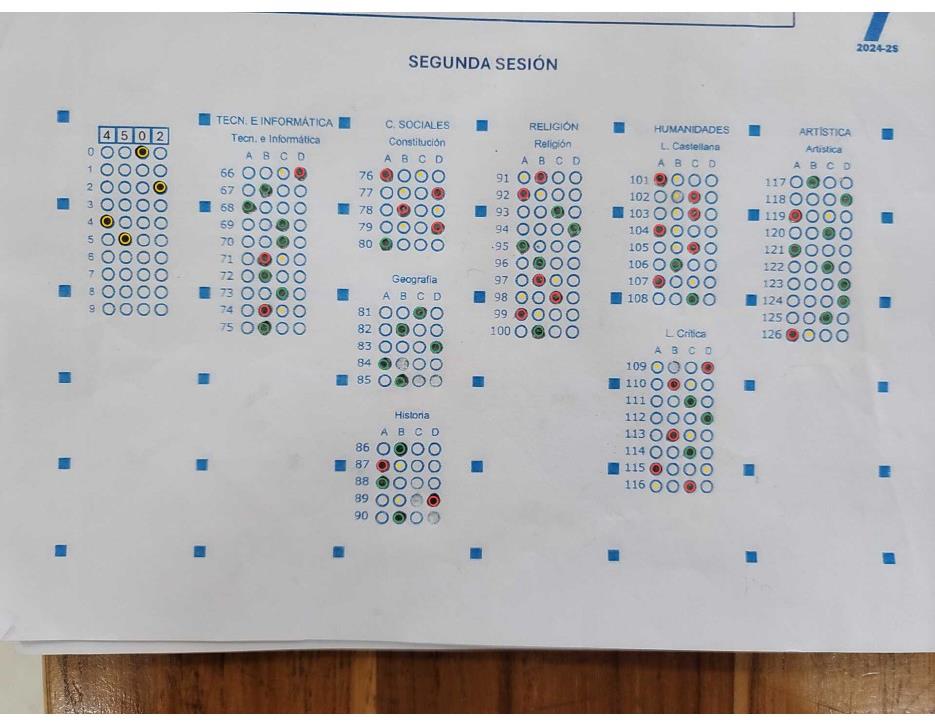 2024-2S
SEGUNDA SESIÓN
4 5 0 2
0
1
2
3
4
5
6
7
8
9
TECN. E INFORMÁTICA
Tecn. e Informática
A B C D
66
67
68
69
70
71
72
73
74
75
C. SOCIALES
Constitución
A B C D
76
77
78
79
80
Geografía
A B C D
81
82
83
84
85
Historia
A B C D
86
87
88
89
90
RELIGIÓN
Religión
A B C D
91
92
93
94
95
96
97
98
99
100
HUMANIDADES
L. Castellana
A B C D
101
102
103
104
105
106
107
108
L. Crítica
A B C D
109
110
111
112
113
114
115
116
ARTÍSTICA
Artística
A B C D
117
118
119
120
121
122
123
124
125
126